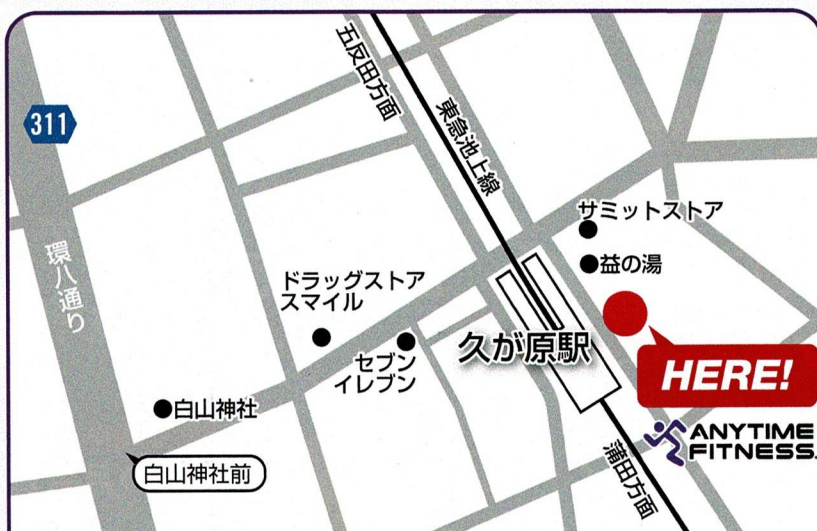 五反田方面
311
東急池上線
サミットストア
益の湯
環八通り
ドラッグストア
スマイル
久が原駅
セブン
イレブン
HERE!
白山神社
ANYTIME
FITNESS.
白山神社前
蒲田方面